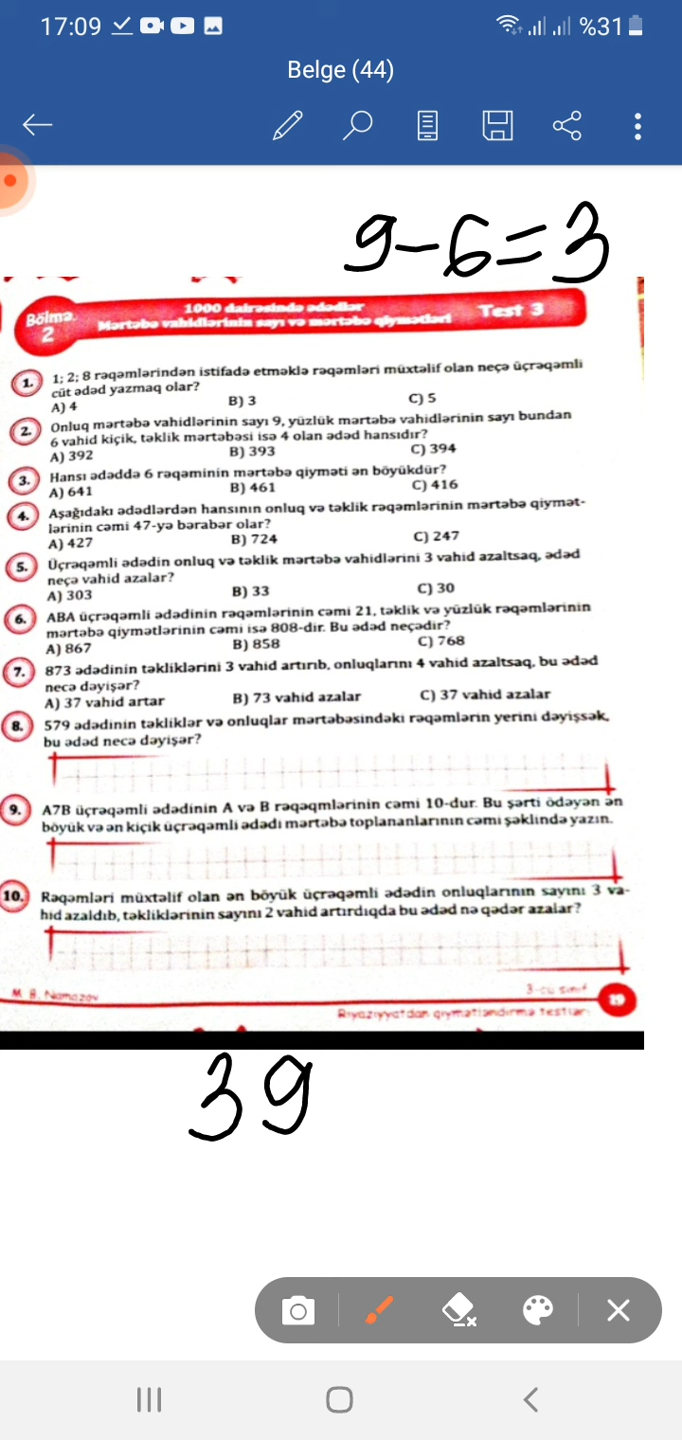 17:09
%31
Belge (44)
9-6=3
Bölmə. 2
1000 dairəsində ədədlər
Mərtəbə vahidlərinin sayı və mərtəbə qiymətləri
Test 3
1. 1; 2; 8 rəqəmlərindən istifadə etməklə rəqəmləri müxtəlif olan neçə üçrəqəmli
cüt ədəd yazmaq olar?
A) 4 B) 3 C) 5
2. Onluq mərtəbə vahidlərinin sayı 9, yüzlük mərtəbə vahidlərinin sayı bundan
6 vahid kiçik, təklik mərtəbəsi isə 4 olan ədəd hansıdır?
A) 392 B) 393 C) 394
3. Hansı ədəddə 6 rəqəminin mərtəbə qiyməti ən böyükdür?
A) 641 B) 461 C) 416
4. Aşağıdakı ədədlərdən hansının onluq və təklik rəqəmlərinin mərtəbə qiymət-
lərinin cəmi 47-yə bərabər olar?
A) 427 B) 724 C) 247
5. Üçrəqəmli ədədin onluq və təklik mərtəbə vahidlərini 3 vahid azaltsaq, ədəd
neçə vahid azalar?
A) 303 B) 33 C) 30
6. ABA üçrəqəmli ədədinin rəqəmlərinin cəmi 21, təklik və yüzlük rəqəmlərinin
mərtəbə qiymətlərinin cəmi isə 808-dir. Bu ədəd neçədir?
A) 867 B) 858 C) 768
7. 873 ədədinin təkliklərini 3 vahid artırıb, onluqlarını 4 vahid azaltsaq, bu ədəd
necə dəyişər?
A) 37 vahid artar B) 73 vahid azalar C) 37 vahid azalar
8. 579 ədədinin təkliklər və onluqlar mərtəbəsindəki rəqəmlərin yerini dəyişsək,
bu ədəd necə dəyişər?
9. A7B üçrəqəmli ədədinin A və B rəqəqmlərinin cəmi 10-dur. Bu şərti ödəyən ən
böyük və ən kiçik üçrəqəmli ədədi mərtəbə toplananlarının cəmi şəklində yazın.
10. Rəqəmləri müxtəlif olan ən böyük üçrəqəmli ədədin onluqlarının sayını 3 va-
hid azaldıb, təkliklərinin sayını 2 vahid artırdıqda bu ədəd nə qədər azalar?
M. B. Namazov
3-cü sinif
Riyaziyyatdan qiymətləndirmə testləri
29
39